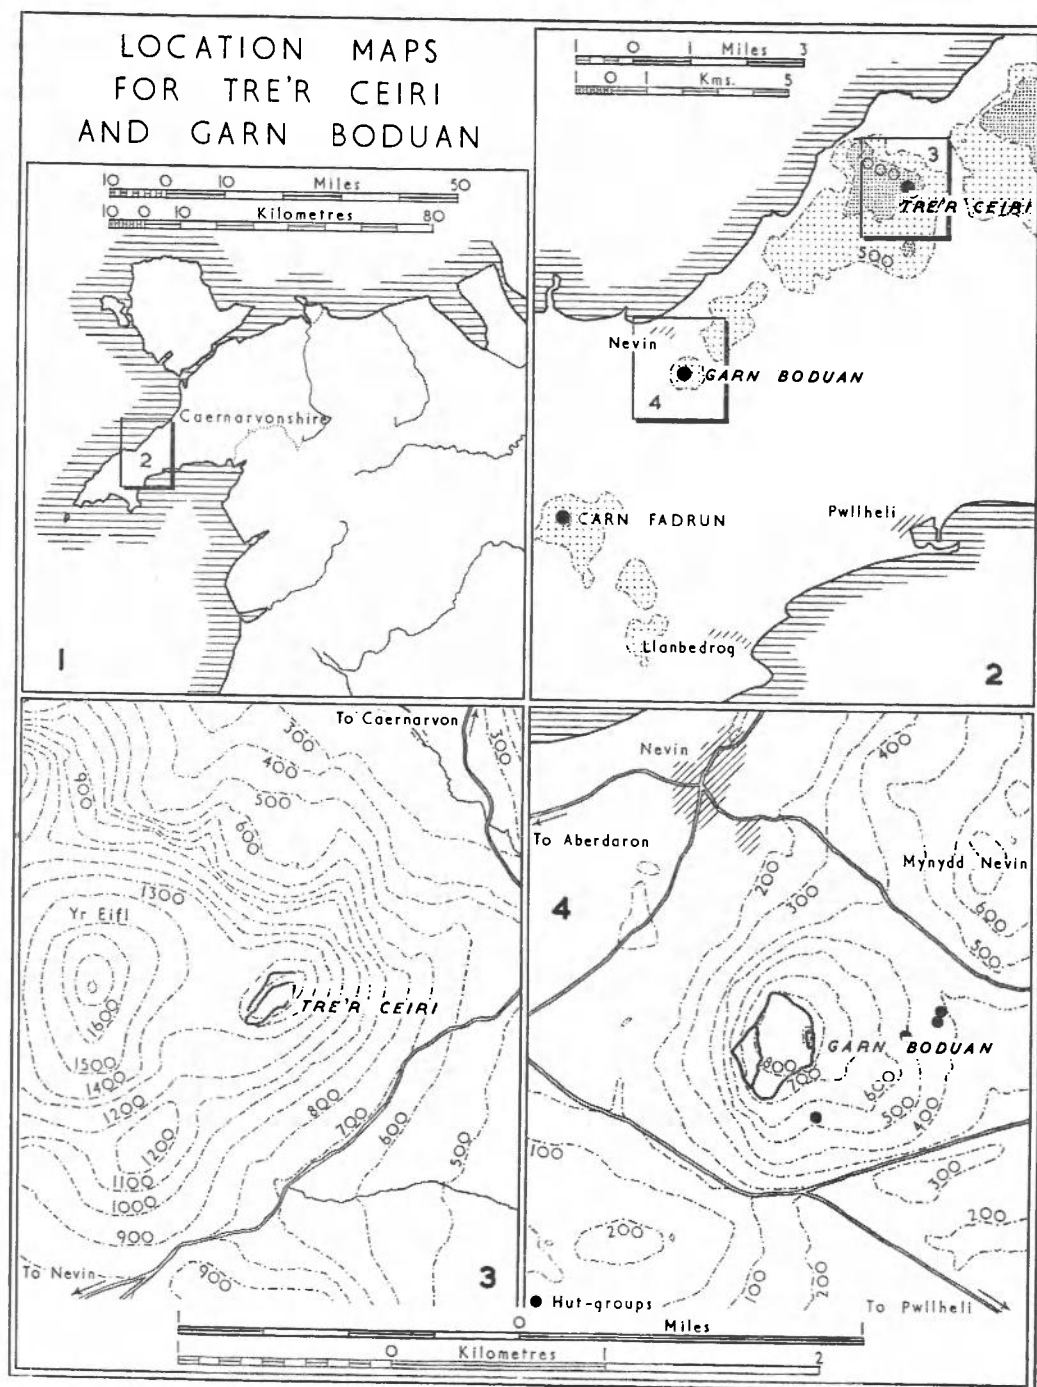 LOCATION MAPS
FOR TRE'R CEIRI
AND GARN BODUAN
10 0 10 Miles 50
10 0 10 Kilometres 80
Caernarvonshire
2
1
1 0 1 Miles 3
1 0 1 Kms. 5
3
1000
TRE'R CEIRI
500
Nevin
GARN BODUAN
4
CARN FADRUN
Pwllheli
Llanbedrog
2
To Caernarvon
300
300
400
500
600
900
1300
Yr Eifl
TRE'R CEIRI
1600
1500
1400
1200
800
700
600
1200
500
1100
1000
900
To Nevin
900
3
Nevin
400
To Aberdaron
Mynydd Nevin
200
300
4
600
500
GARN BODUAN
800
700
600
500
400
100
300
200
200
100
200
Hut-groups
To Pwllheli
1 0 Miles 1
1 0 Kilometres 1 2